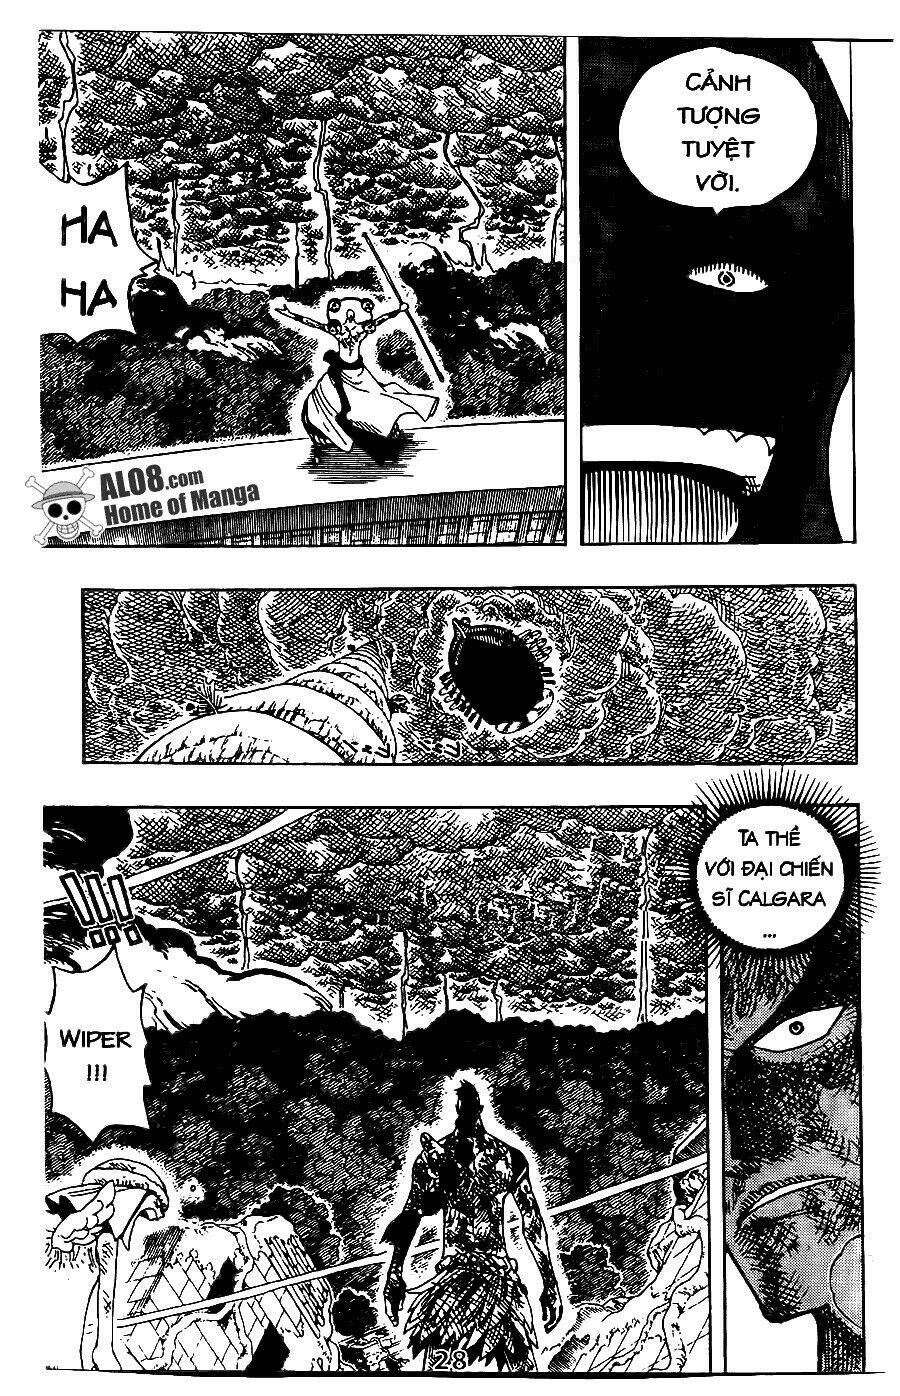 CẢNH
TƯỢNG
TUYỆT
VỜI.
HA
HA
ALO8.com
Home of Manga
TA THỀ
VỚI ĐẠI CHIẾN
SĨ CALGARA
...
!!!
WIPER
!!!
28